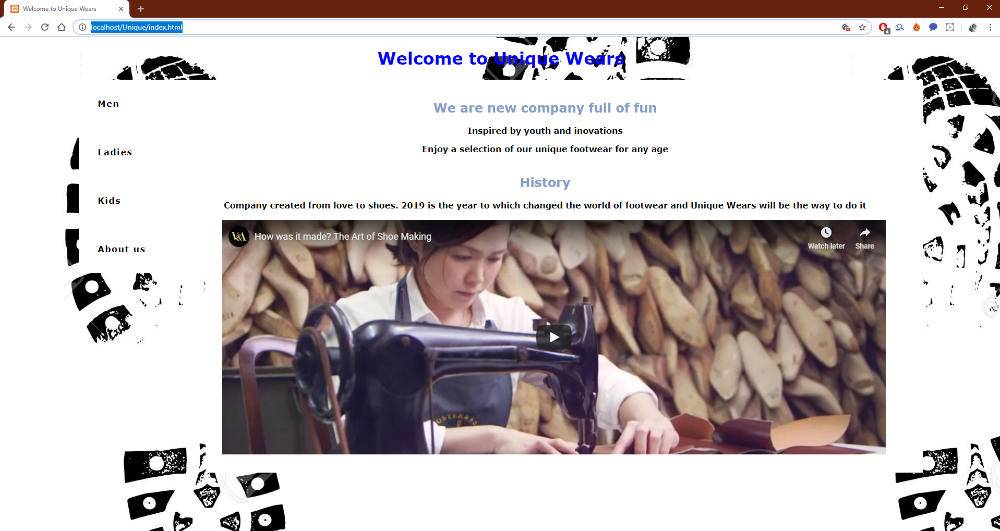 Welcome to Unique Wears
localhost/Unique/index.html
4
Welcome to Unique Wears
Men
Ladies
Kids
About us
We are new company full of fun
Inspired by youth and inovations
Enjoy a selection of our unique footwear for any age
History
Company created from love to shoes. 2019 is the year to which changed the world of footwear and Unique Wears will be the way to do it
V&A
How was it made? The Art of Shoe Making
Watch later
Share